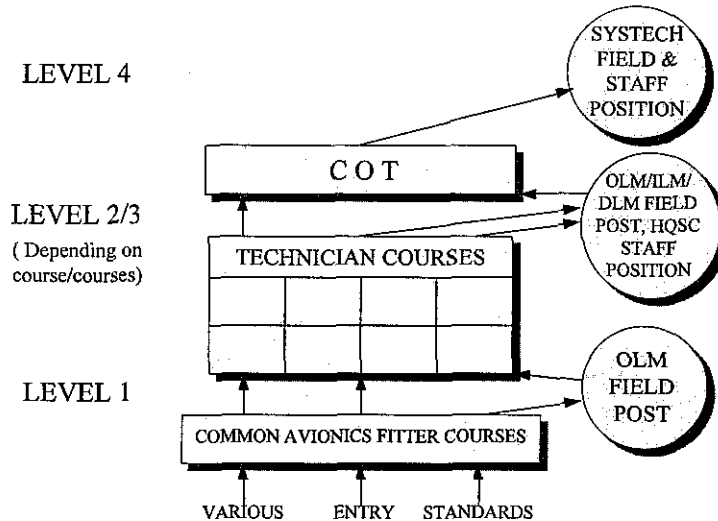 SYSTECH
FIELD &
STAFF
POSITION
LEVEL 4
C O T
OLM/ILM/
DLM FIELD
POST, HQSC
STAFF
POSITION
LEVEL 2/3
( Depending on
course/courses)
TECHNICIAN COURSES
OLM
FIELD
POST
LEVEL 1
COMMON AVIONICS FITTER COURSES
VARIOUS ENTRY STANDARDS